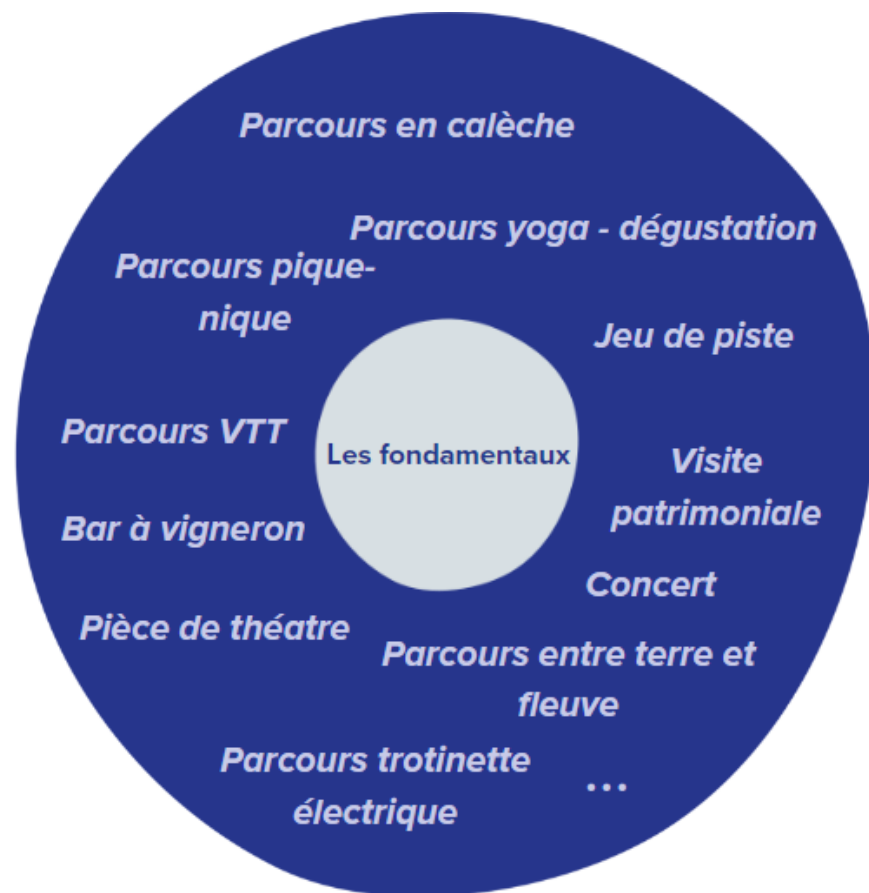 Parcours en calèche
Parcours yoga - dégustation
Parcours pique-
nique
Jeu de piste
Parcours VTT
Les fondamentaux
Visite
patrimoniale
Bar à vigneron
Concert
Pièce de théatre
Parcours entre terre et
fleuve
Parcours trotinette
électrique
...